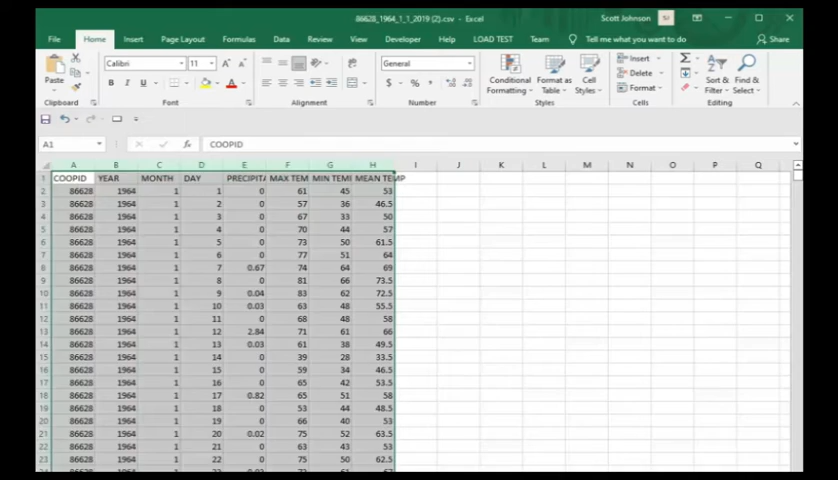 86628_1964_1_1_2019 (2).csv - Excel
Scott Johnson
SJ
File Home Insert Page Layout Formulas Data Review View Developer Help LOAD TEST Team Tell me what you want to do Share
Calibri 11 General
Paste
B I U A $ % ,
Conditional Formatting
Format as Table
Cell Styles
Insert
Delete
Format
Sort & Filter
Find & Select
Clipboard Font Alignment Number Styles Cells Editing
A1 fx COOPID
A B C D E F G H I J K L M N O P Q
1 COOPID YEAR MONTH DAY PRECIPITA MAX TEM MIN TEM MEAN TEMP
2 86628 1964 1 1 0 61 45 53
3 86628 1964 1 2 0 57 36 46.5
4 86628 1964 1 3 0 67 33 50
5 86628 1964 1 4 0 70 44 57
6 86628 1964 1 5 0 73 50 61.5
7 86628 1964 1 6 0 77 51 64
8 86628 1964 1 7 0.67 74 64 69
9 86628 1964 1 8 0 81 66 73.5
10 86628 1964 1 9 0.04 83 62 72.5
11 86628 1964 1 10 0.03 63 48 55.5
12 86628 1964 1 11 0 68 48 58
13 86628 1964 1 12 2.84 71 61 66
14 86628 1964 1 13 0.03 61 38 49.5
15 86628 1964 1 14 0 39 28 33.5
16 86628 1964 1 15 0 59 34 46.5
17 86628 1964 1 16 0 65 42 53.5
18 86628 1964 1 17 0.82 65 51 58
19 86628 1964 1 18 0 53 44 48.5
20 86628 1964 1 19 0 66 40 53
21 86628 1964 1 20 0.02 75 52 63.5
22 86628 1964 1 21 0 63 43 53
23 86628 1964 1 22 0 75 50 62.5